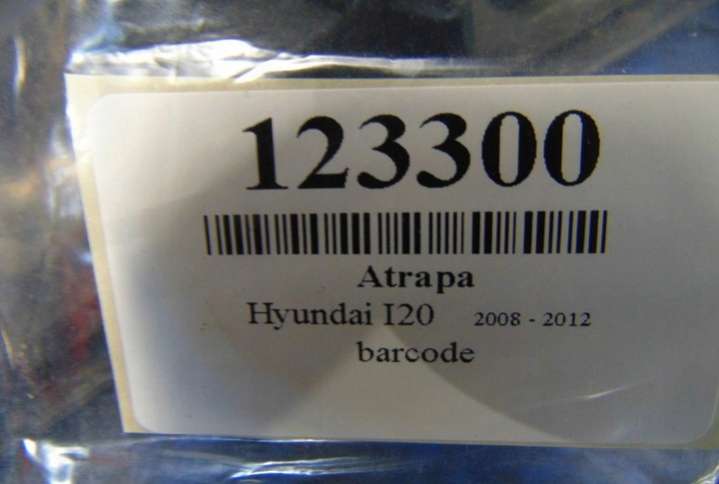 123300
Atrapa
Hyundai I20 2008 - 2012
barcode